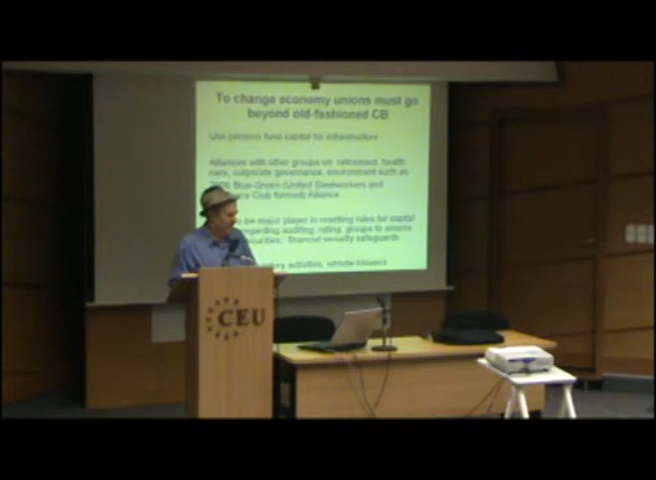 To change economy unions must go
beyond old-fashioned CB
Use pension fund capital for infrastructure
Alliances with other groups on retirement, health
care, corporate governance, environment such as
Blue-Green (United Steelworkers and
Club formed) Alliance.
be major player in resetting rules for capital
regarding auditing, rating groups to assess
securities; financial security safeguards
activities,
CEU